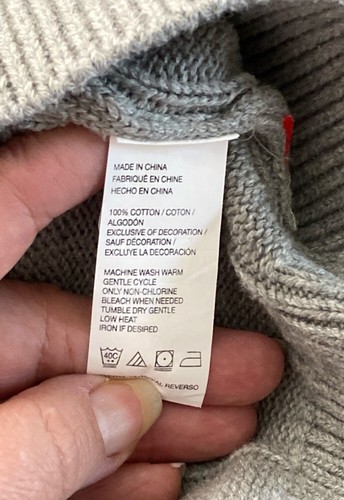 MADE IN CHINA
FABRIQUÉ EN CHINE
HECHO EN CHINA
100% COTTON / COTON /
ALGODÓN
EXCLUSIVE OF DECORATION /
SAUF DÉCORATION /
EXCLUYE LA DECORACIÓN
MACHINE WASH WARM
GENTLE CYCLE
ONLY NON-CHLORINE
BLEACH WHEN NEEDED
TUMBLE DRY GENTLE
LOW HEAT
IRON IF DESIRED
40C
REVERSO